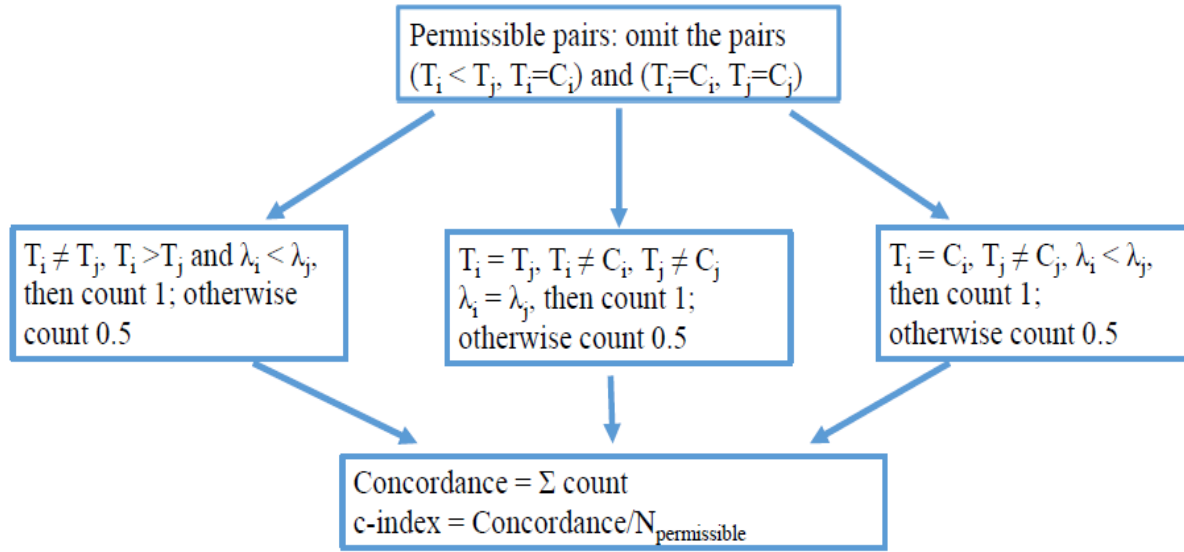 Permissible pairs: omit the pairs
(Tᵢ < Tⱼ, Tᵢ=Cᵢ) and (Tᵢ=Cᵢ, Tⱼ=Cⱼ)
Tᵢ ≠ Tⱼ, Tᵢ >Tⱼ and λᵢ < λⱼ,
then count 1; otherwise
count 0.5
Tᵢ = Tⱼ, Tᵢ ≠ Cᵢ, Tⱼ ≠ Cⱼ
λᵢ = λⱼ, then count 1;
otherwise count 0.5
Tᵢ = Cᵢ, Tⱼ ≠ Cⱼ, λᵢ < λⱼ,
then count 1;
otherwise count 0.5
Concordance = Σ count
c-index = Concordance/N_permissible